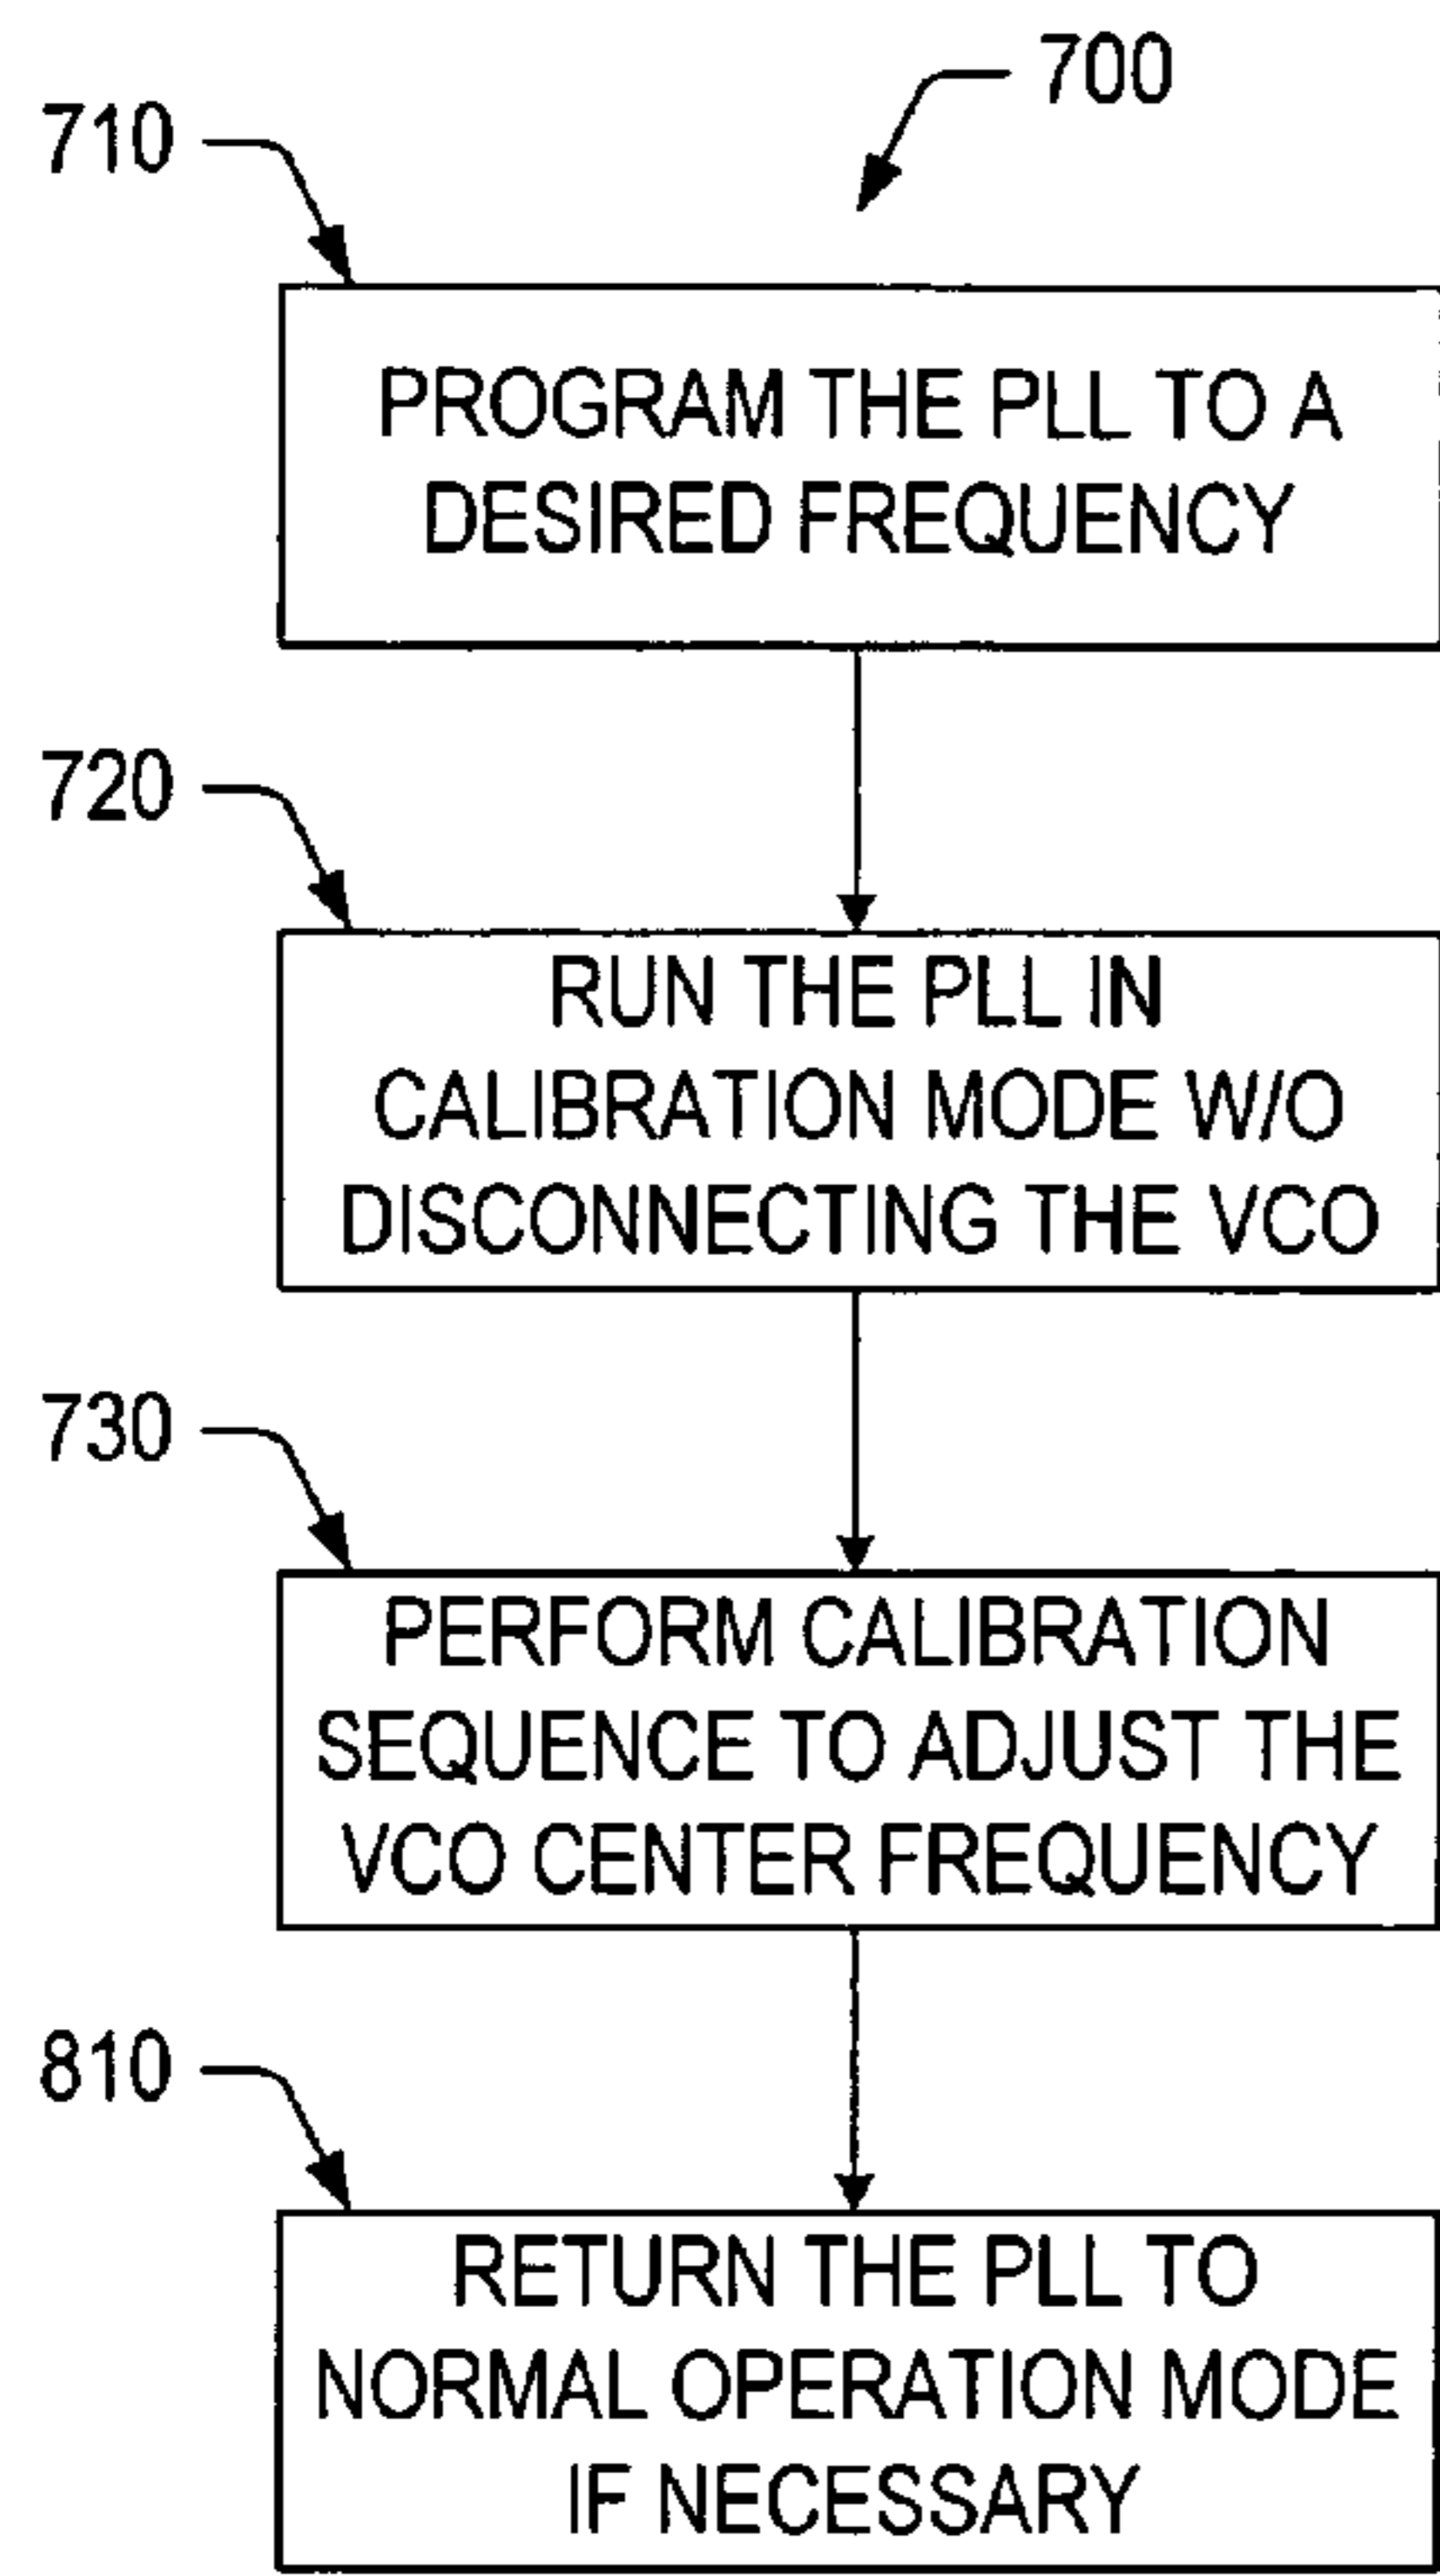 700
710
PROGRAM THE PLL TO A
DESIRED FREQUENCY
720
RUN THE PLL IN
CALIBRATION MODE W/O
DISCONNECTING THE VCO
730
PERFORM CALIBRATION
SEQUENCE TO ADJUST THE
VCO CENTER FREQUENCY
810
RETURN THE PLL TO
NORMAL OPERATION MODE
IF NECESSARY